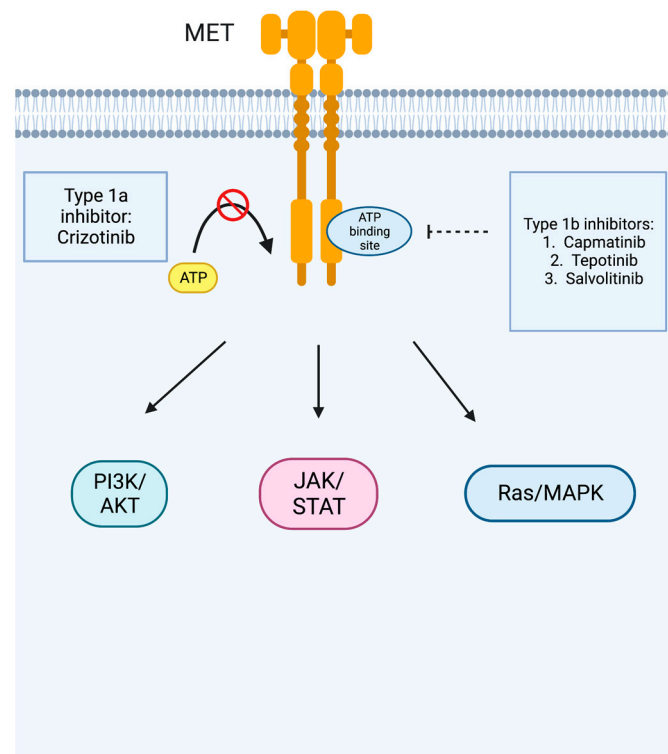 MET
Type 1a
inhibitor:
Crizotinib
ATP
ATP
binding
site
Type 1b inhibitors:
1. Capmatinib
2. Tepotinib
3. Salvolitinib
PI3K/
AKT
JAK/
STAT
Ras/MAPK